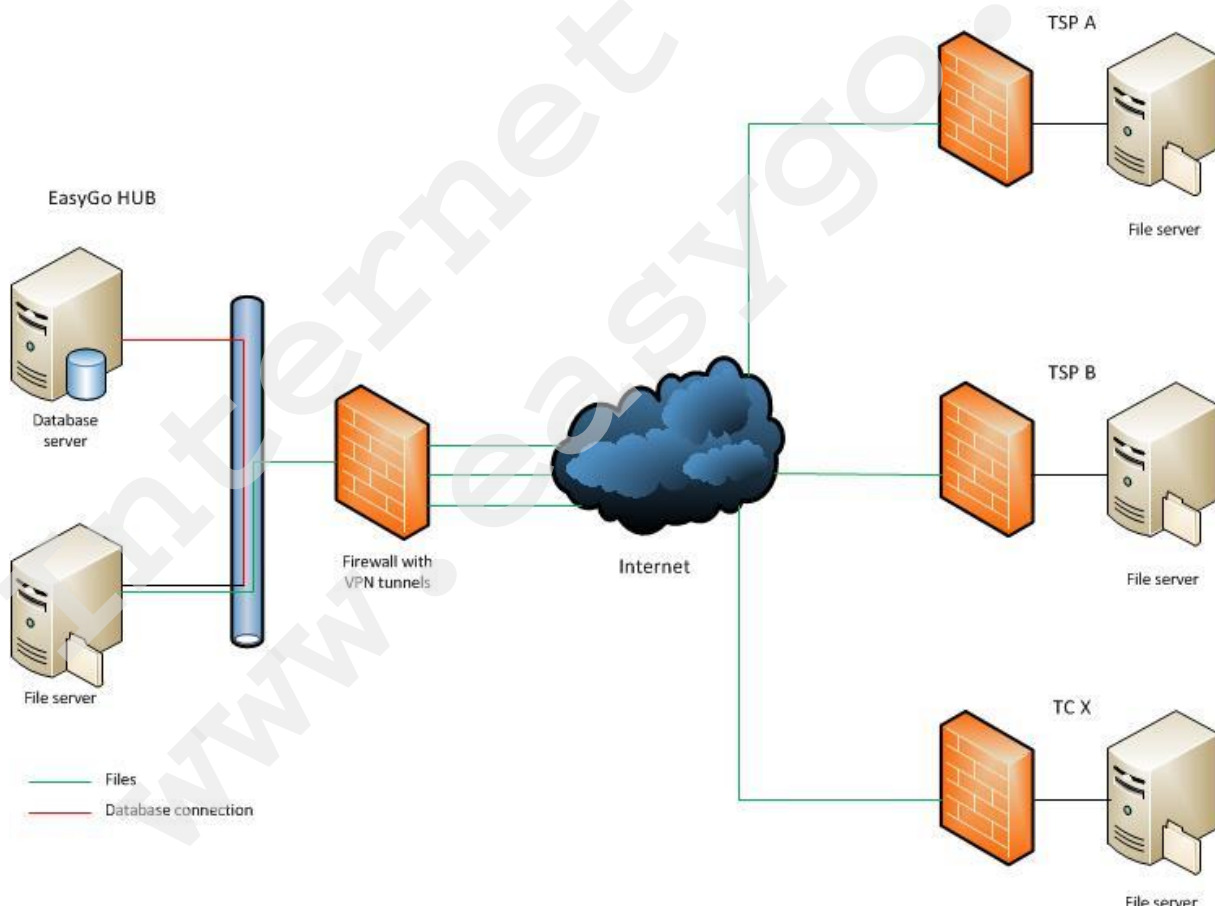 TSP A
File server
EasyGo HUB
Database
server
File server
Firewall with
VPN tunnels
Internet
TSP B
File server
TC X
File server
Files
Database connection
Internet
www.easygo.